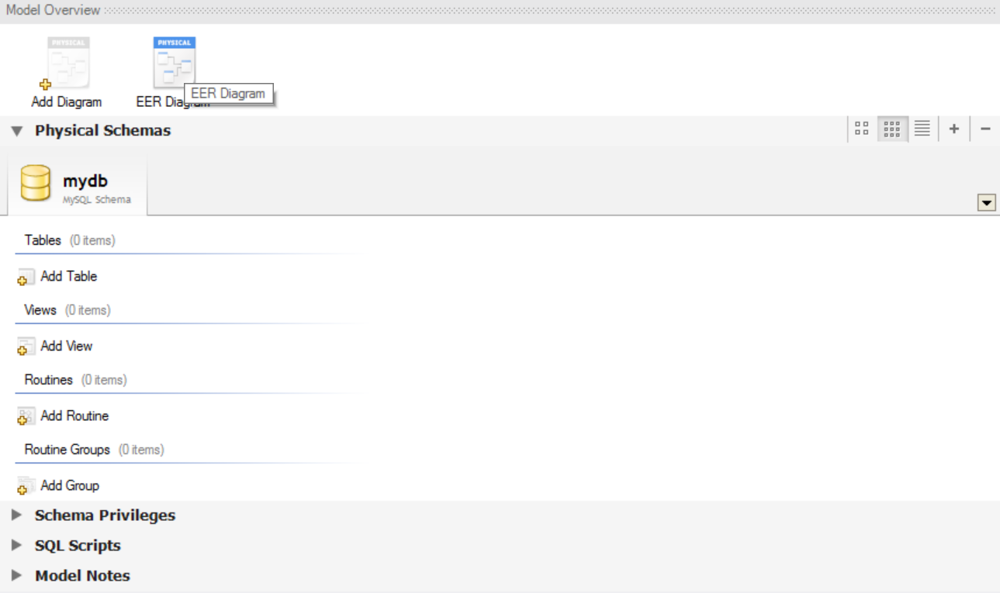 Model Overview
PHYSICAL PHYSICAL
Add Diagram EER Diagram
EER Diagram
Physical Schemas
mydb
MySQL Schema
Tables (0 items)
Add Table
Views (0 items)
Add View
Routines (0 items)
Add Routine
Routine Groups (0 items)
Add Group
Schema Privileges
SQL Scripts
Model Notes